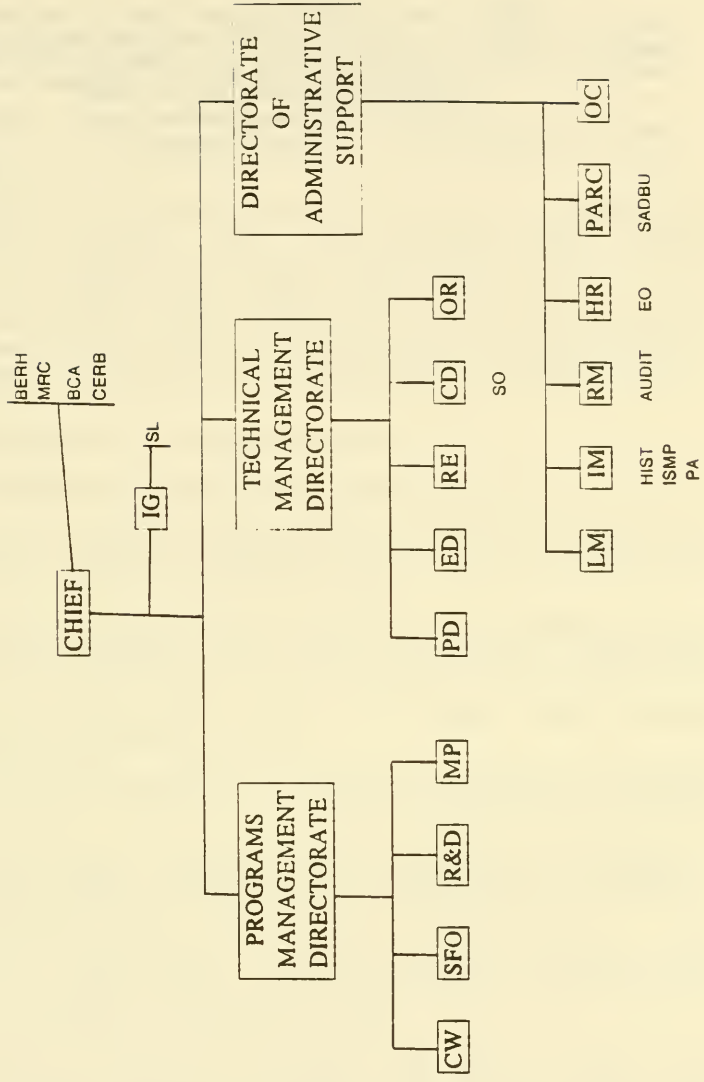 BERH
MRC
BCA
CERB
CHIEF
IG
SL
PROGRAMS
MANAGEMENT
DIRECTORATE
TECHNICAL
MANAGEMENT
DIRECTORATE
DIRECTORATE
OF
ADMINISTRATIVE
SUPPORT
CW
SFO
R&D
MP
PD
ED
RE
CD
OR
SO
LM
IM
RM
HR
PARC
OC
HIST
ISMP
PA
AUDIT
EO
SADBU